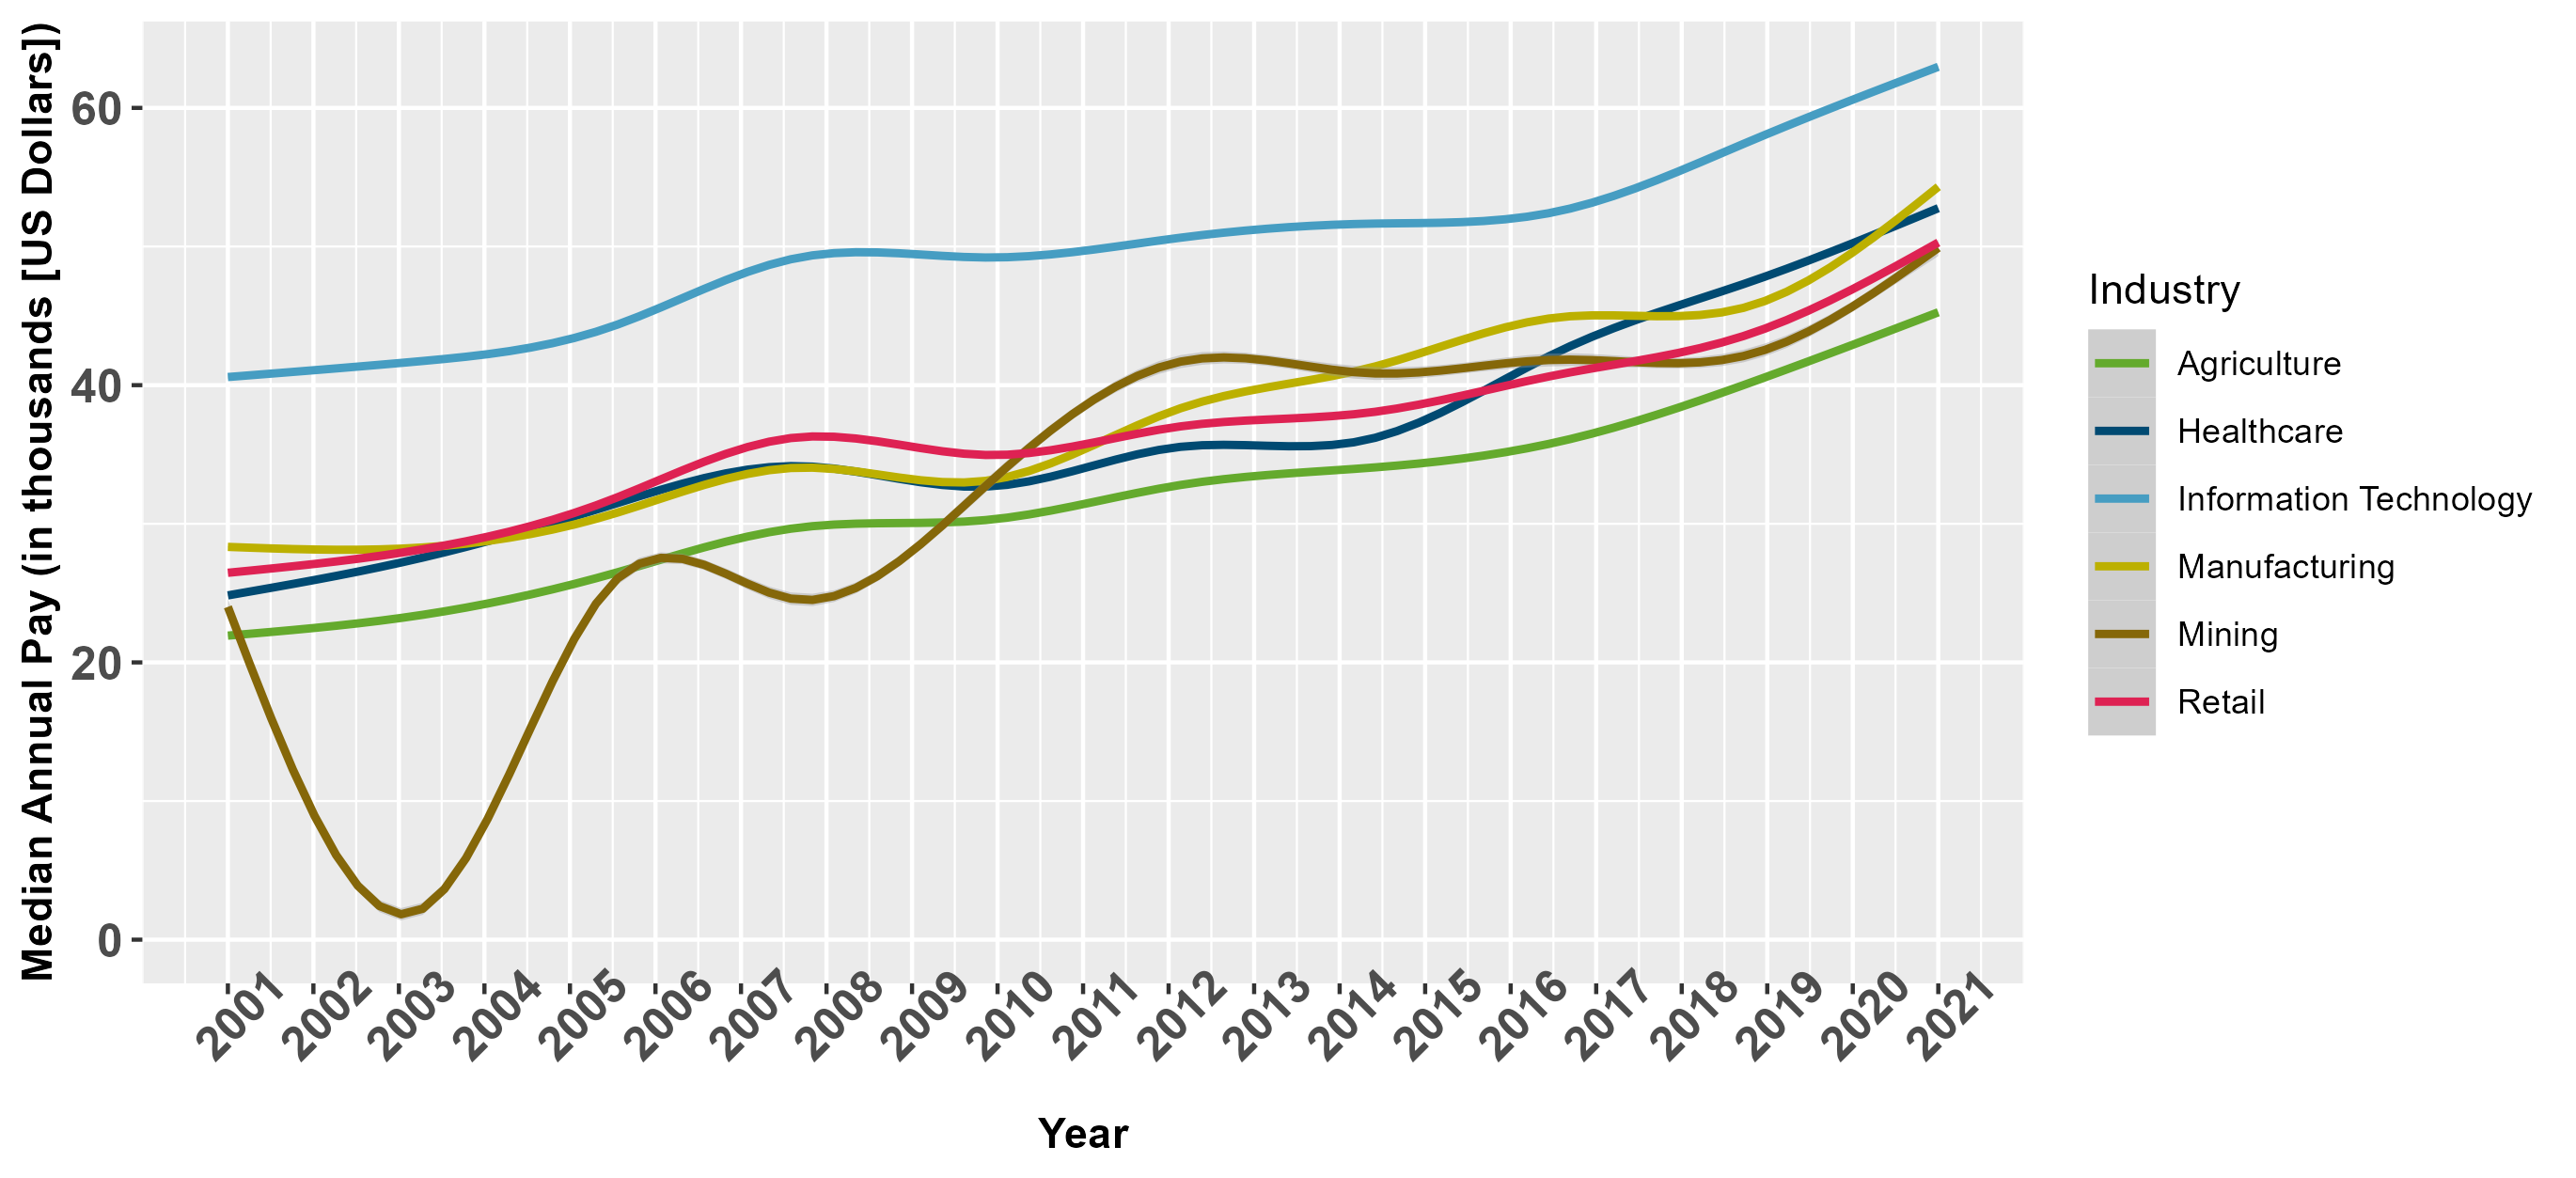 Median Annual Pay (in thousands [US Dollars])
60
40
20
0
2001
2002
2003
2004
2005
2006
2007
2008
2009
2010
2011
2012
2013
2014
2015
2016
2017
2018
2019
2020
2021
Year
Industry
Agriculture
Healthcare
Information Technology
Manufacturing
Mining
Retail